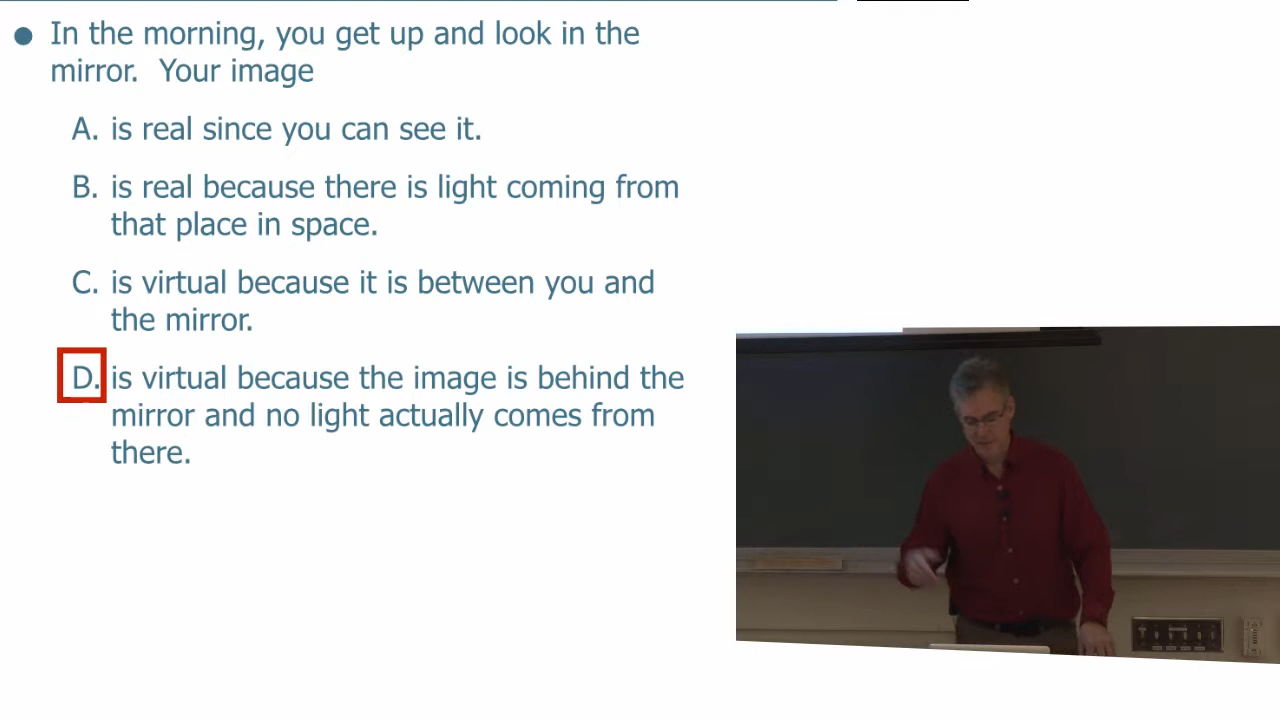 ● In the morning, you get up and look in the
mirror. Your image
A. is real since you can see it.
B. is real because there is light coming from
that place in space.
C. is virtual because it is between you and
the mirror.
D. is virtual because the image is behind the
mirror and no light actually comes from
there.